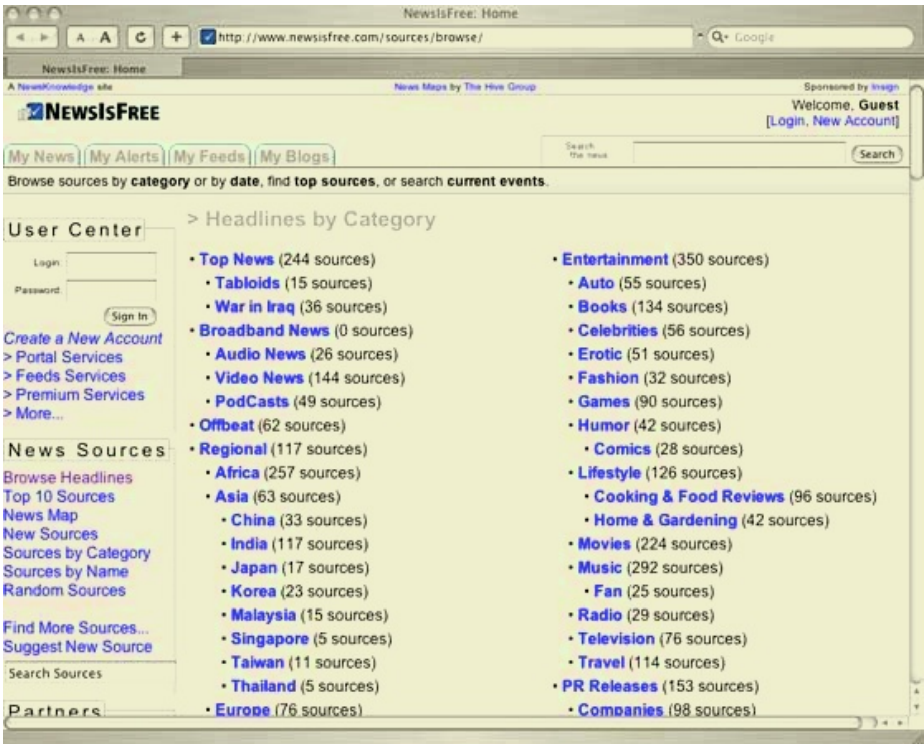 NewsIsFree: Home
A A C + http://www.newsisfree.com/sources/browse/ Q Google
NewsIsFree: Home
A NewsKnowledge site News Maps by The Hive Group Sponsored by Insign
NEWSISFREE
Welcome, Guest
[Login, New Account]
My News My Alerts My Feeds My Blogs Search the news Search
Browse sources by category or by date, find top sources, or search current events.
User Center
Login:
Password:
Sign In
Create a New Account
> Portal Services
> Feeds Services
> Premium Services
> More...
News Sources
Browse Headlines
Top 10 Sources
News Map
New Sources
Sources by Category
Sources by Name
Random Sources
Find More Sources...
Suggest New Source
Search Sources
Partners
> Headlines by Category
• Top News (244 sources)
• Tabloids (15 sources)
• War in Iraq (36 sources)
• Broadband News (0 sources)
• Audio News (26 sources)
• Video News (144 sources)
• PodCasts (49 sources)
• Offbeat (62 sources)
• Regional (117 sources)
• Africa (257 sources)
• Asia (63 sources)
• China (33 sources)
• India (117 sources)
• Japan (17 sources)
• Korea (23 sources)
• Malaysia (15 sources)
• Singapore (5 sources)
• Taiwan (11 sources)
• Thailand (5 sources)
• Europe (76 sources)
• Entertainment (350 sources)
• Auto (55 sources)
• Books (134 sources)
• Celebrities (56 sources)
• Erotic (51 sources)
• Fashion (32 sources)
• Games (90 sources)
• Humor (42 sources)
• Comics (28 sources)
• Lifestyle (126 sources)
• Cooking & Food Reviews (96 sources)
• Home & Gardening (42 sources)
• Movies (224 sources)
• Music (292 sources)
• Fan (25 sources)
• Radio (29 sources)
• Television (76 sources)
• Travel (114 sources)
• PR Releases (153 sources)
• Companies (98 sources)